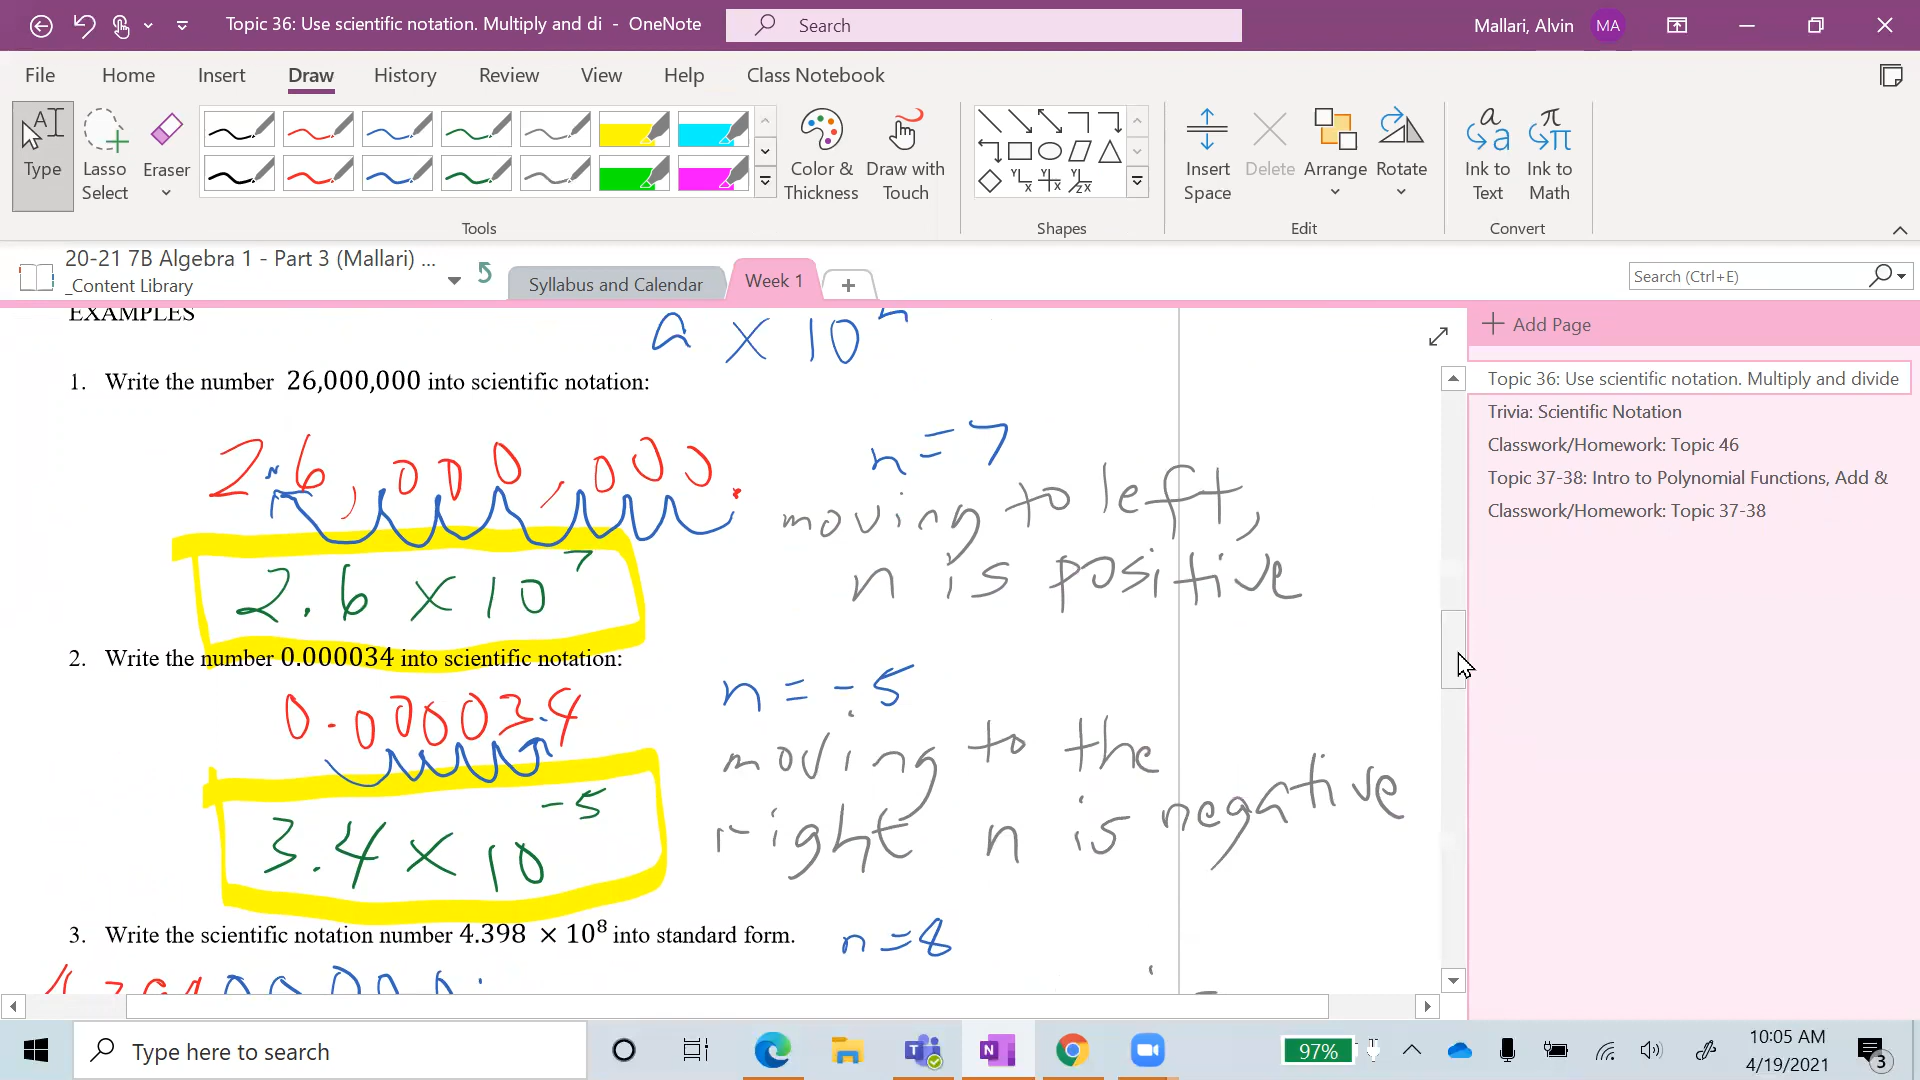 Topic 36: Use scientific notation. Multiply and di - OneNote
Search
Mallari, Alvin MA
File Home Insert Draw History Review View Help Class Notebook
Type
Lasso Select
Eraser
Color & Thickness
Draw with Touch
Insert Space
Delete
Arrange
Rotate
Ink to Text
Ink to Math
Tools Shapes Edit Convert
20-21 7B Algebra 1 - Part 3 (Mallari) ...
_Content Library
Syllabus and Calendar
Week 1
Search (Ctrl+E)
Add Page
Topic 36: Use scientific notation. Multiply and divide
Trivia: Scientific Notation
Classwork/Homework: Topic 46
Topic 37-38: Intro to Polynomial Functions, Add &
Classwork/Homework: Topic 37-38
EXAMPLES
a × 10ⁿ
1. Write the number 26,000,000 into scientific notation:
2.6,000,000.
n = 7
moving to left,
n is positive
2.6 × 10⁷
2. Write the number 0.000034 into scientific notation:
0.00003.4
n = -5
moving to the
right n is negative
3.4 × 10⁻⁵
3. Write the scientific notation number 4.398 × 10⁸ into standard form.
n = 8
Type here to search
97%
10:05 AM
4/19/2021
3